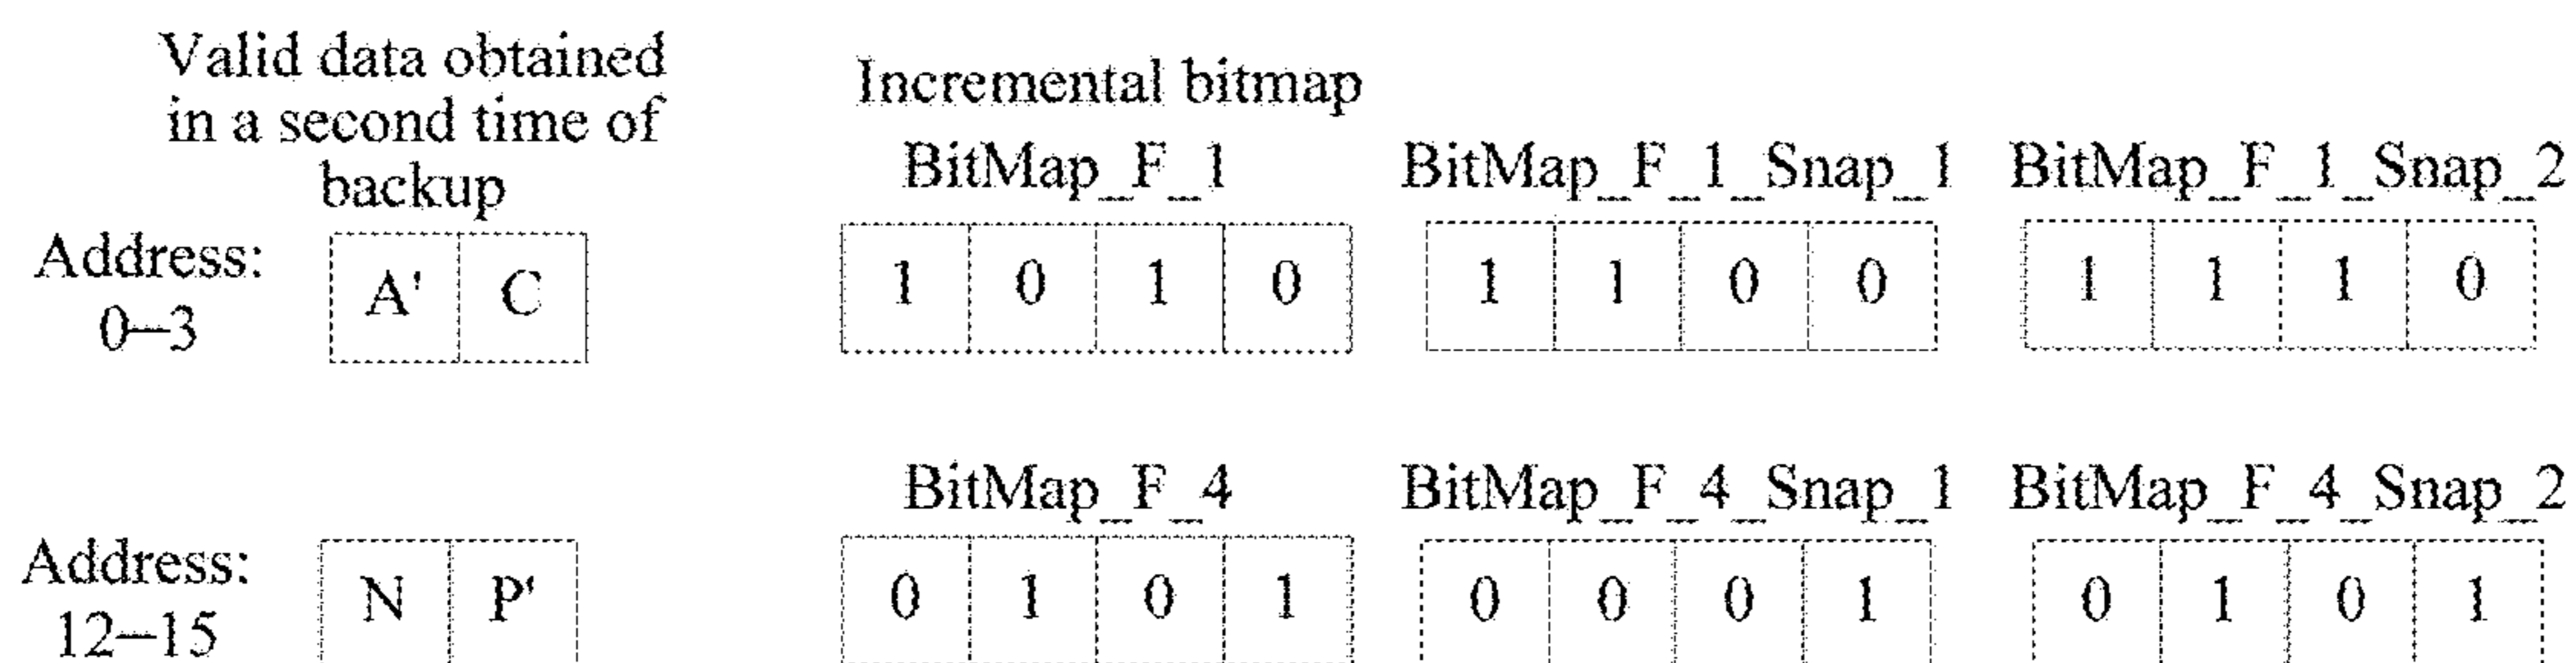 Valid data obtained
in a second time of
backup
Incremental bitmap
BitMap_F_1 BitMap_F_1_Snap_1 BitMap_F_1_Snap_2
Address:
0–3
A' C 1 0 1 0 1 1 0 0 1 1 1 0
BitMap_F_4 BitMap_F_4_Snap_1 BitMap_F_4_Snap_2
Address:
12–15
N P' 0 1 0 1 0 0 0 1 0 1 0 1